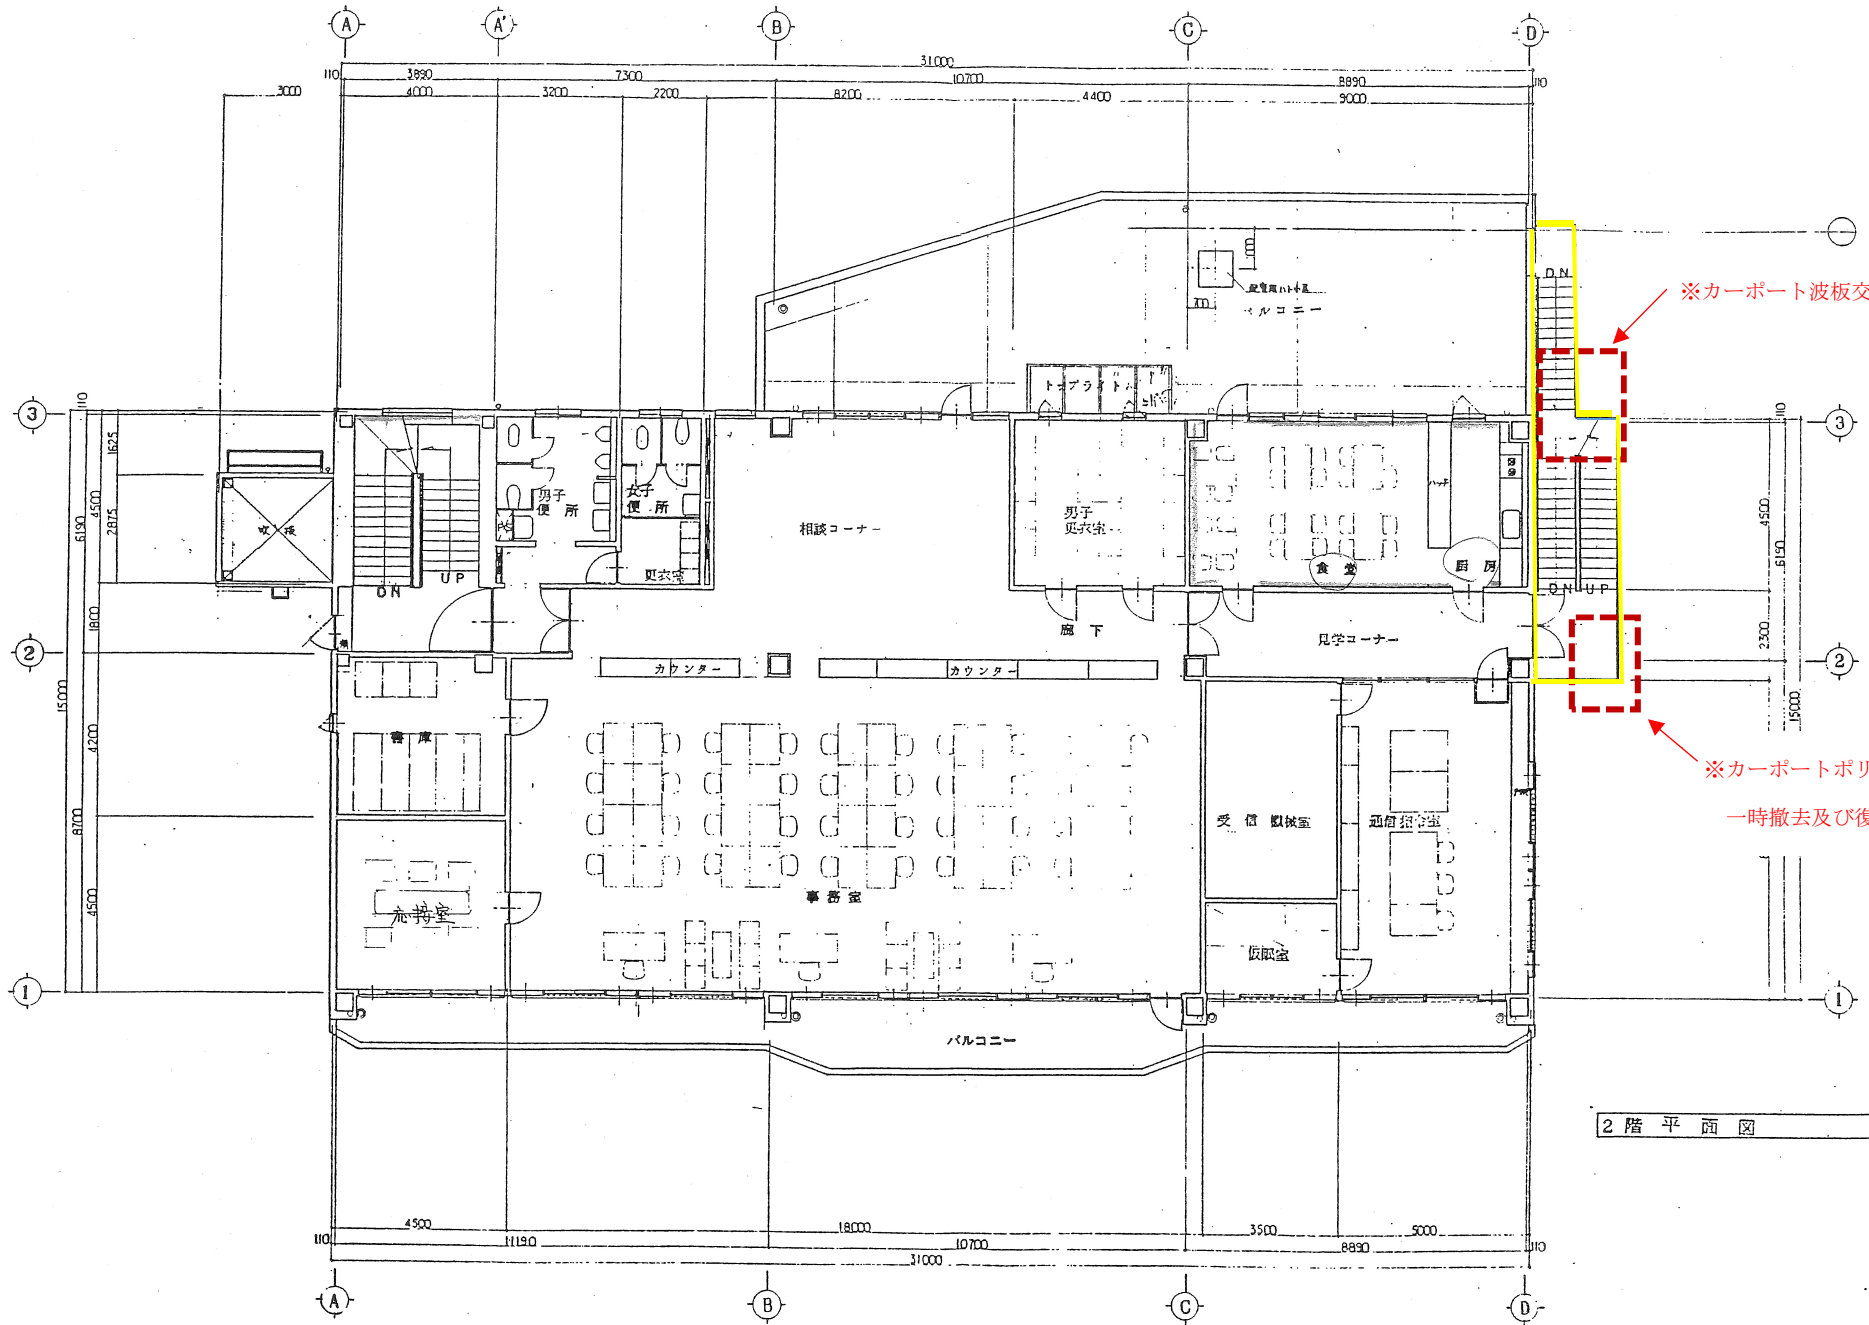 A
A'
B
C
D
31000
110
3890
7300
10700
8890
110
3000
4000
3200
2200
8200
4400
9000
DN
※カーポート波板交
バルコニー
トップライト
3
110
1625
4500
6190
2875
男子
便所
女子
便所
相談コーナー
男子
更衣室
ハッチ
食堂
厨房
更衣室
UP
DN
DN UP
110
3
4500
6190
1800
廊下
見学コーナー
2300
2
カウンター
カウンター
2
15000
15000
書庫
4200
※カーポートポリ
8700
受信機械室
通信指令室
一時撤去及び復
4500
応接室
事務室
仮眠室
1
1
バルコニー
2階平面図
4500
18000
3500
5000
110
11190
10700
8890
110
31000
A
B
C
D